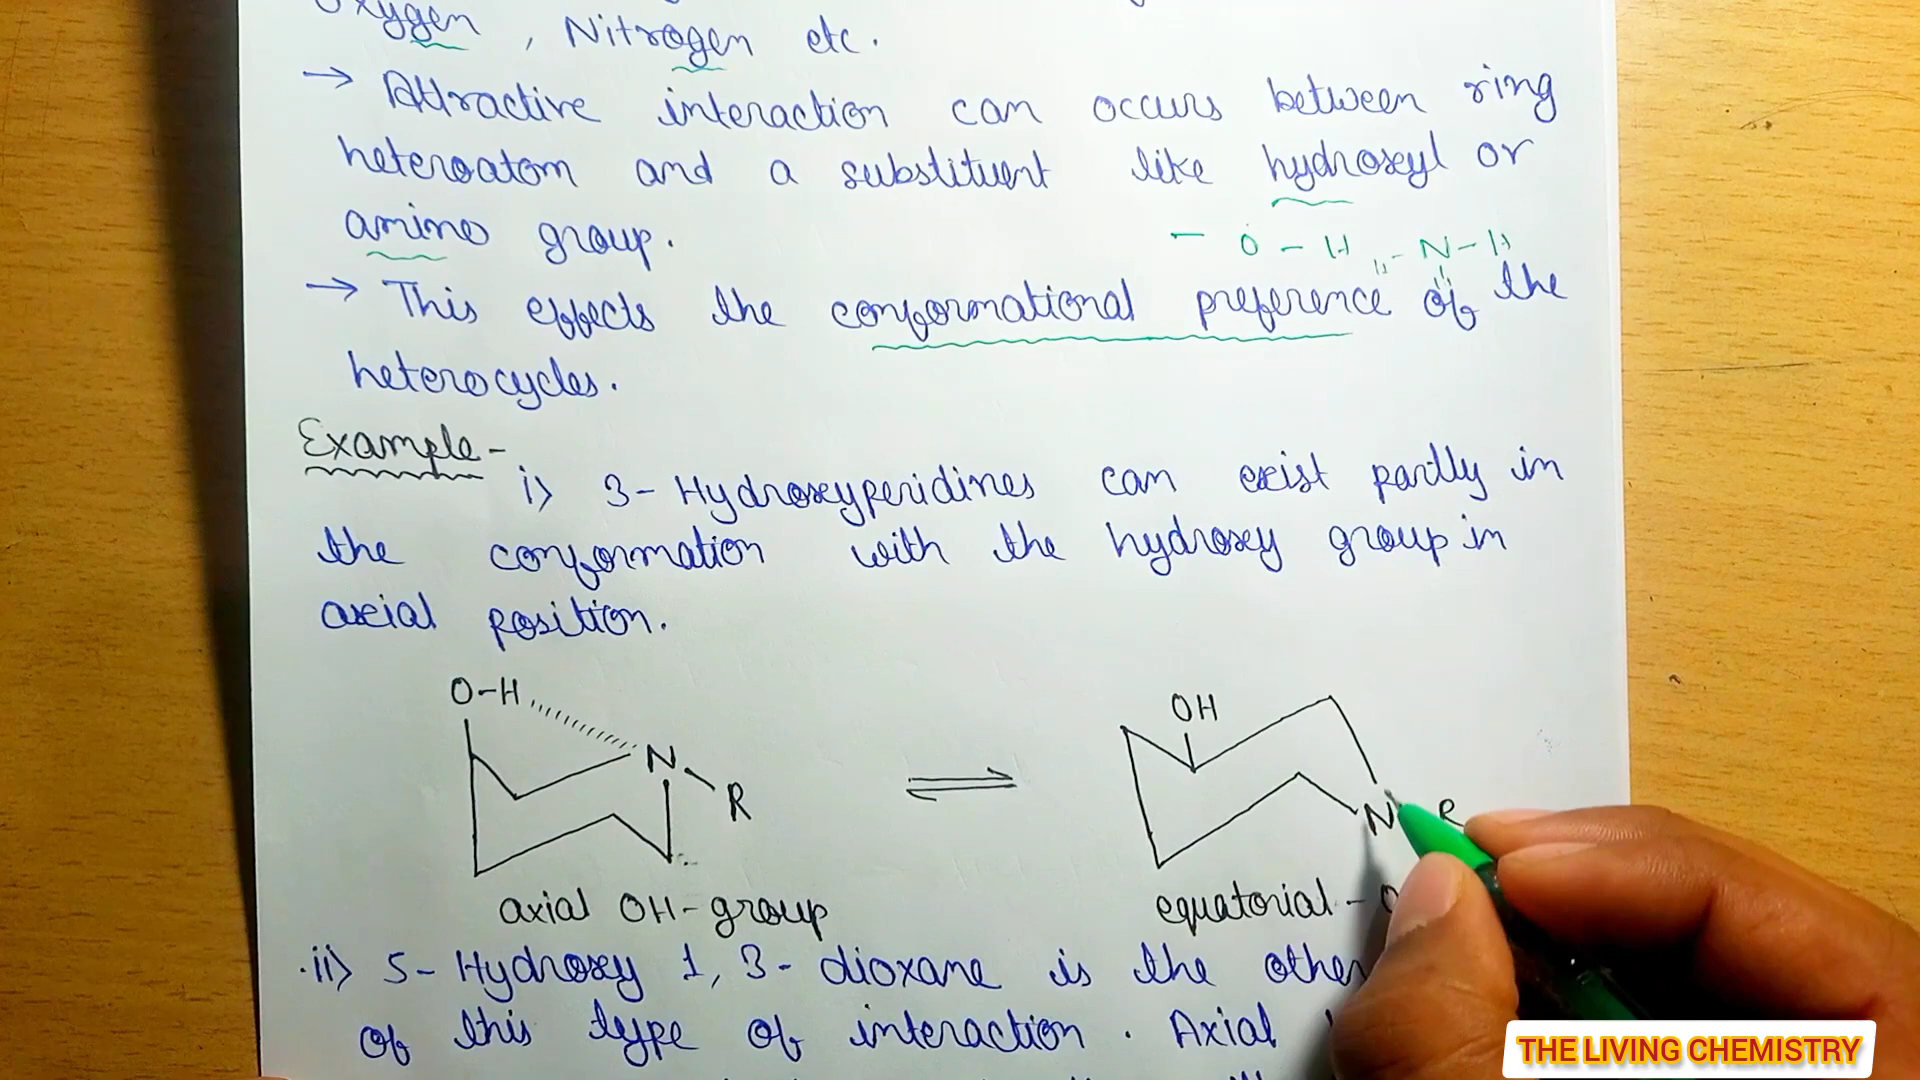 Oxygen, Nitrogen etc.
→ Attractive interaction can occurs between ring
heteroatom and a substituent like hydroxyl or
amino group.
- O - H , - N - H
→ This effects the conformational preference of the
heterocycles.
Example -
i) 3-Hydroxyperidines can exist partly in
the conformation with the hydroxy group in
axial position.
O-H
N
R
OH
N
R
axial OH-group
equatorial -
ii) 5-Hydroxy 1,3-dioxane is the other
of this type of interaction. Axial
THE LIVING CHEMISTRY